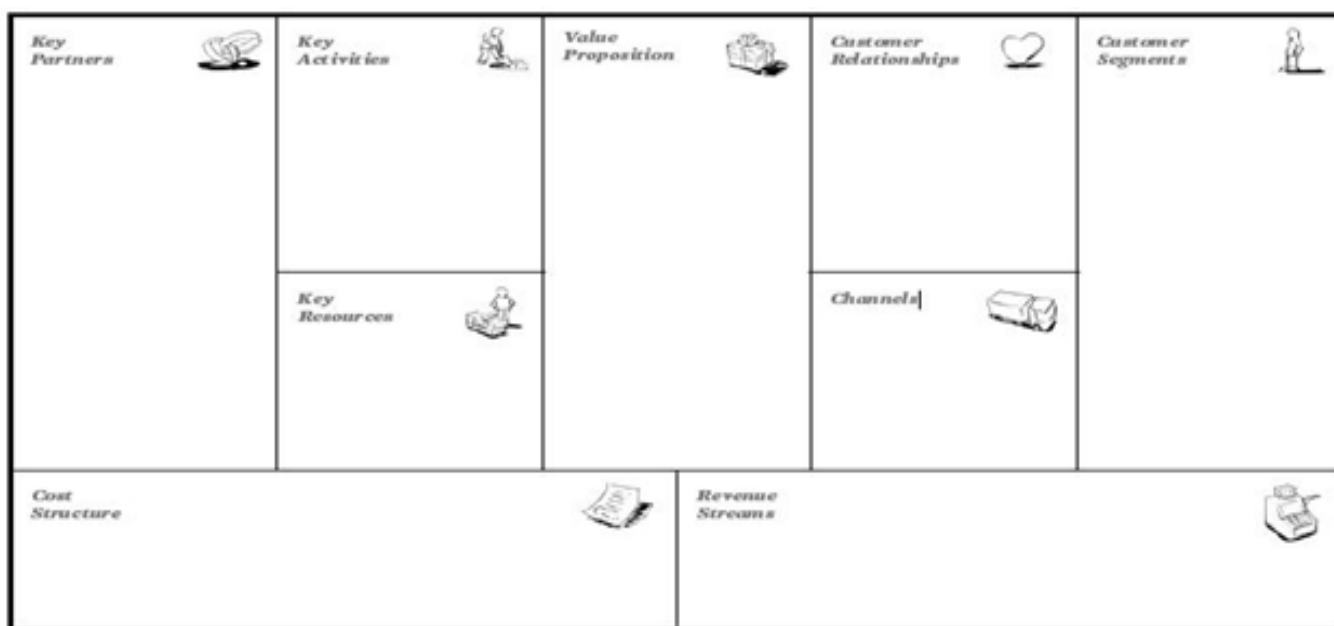 Key
Partners
Key
Activities
Value
Proposition
Customer
Relationships
Customer
Segments
Key
Resources
Channels
Cost
Structure
Revenue
Streams